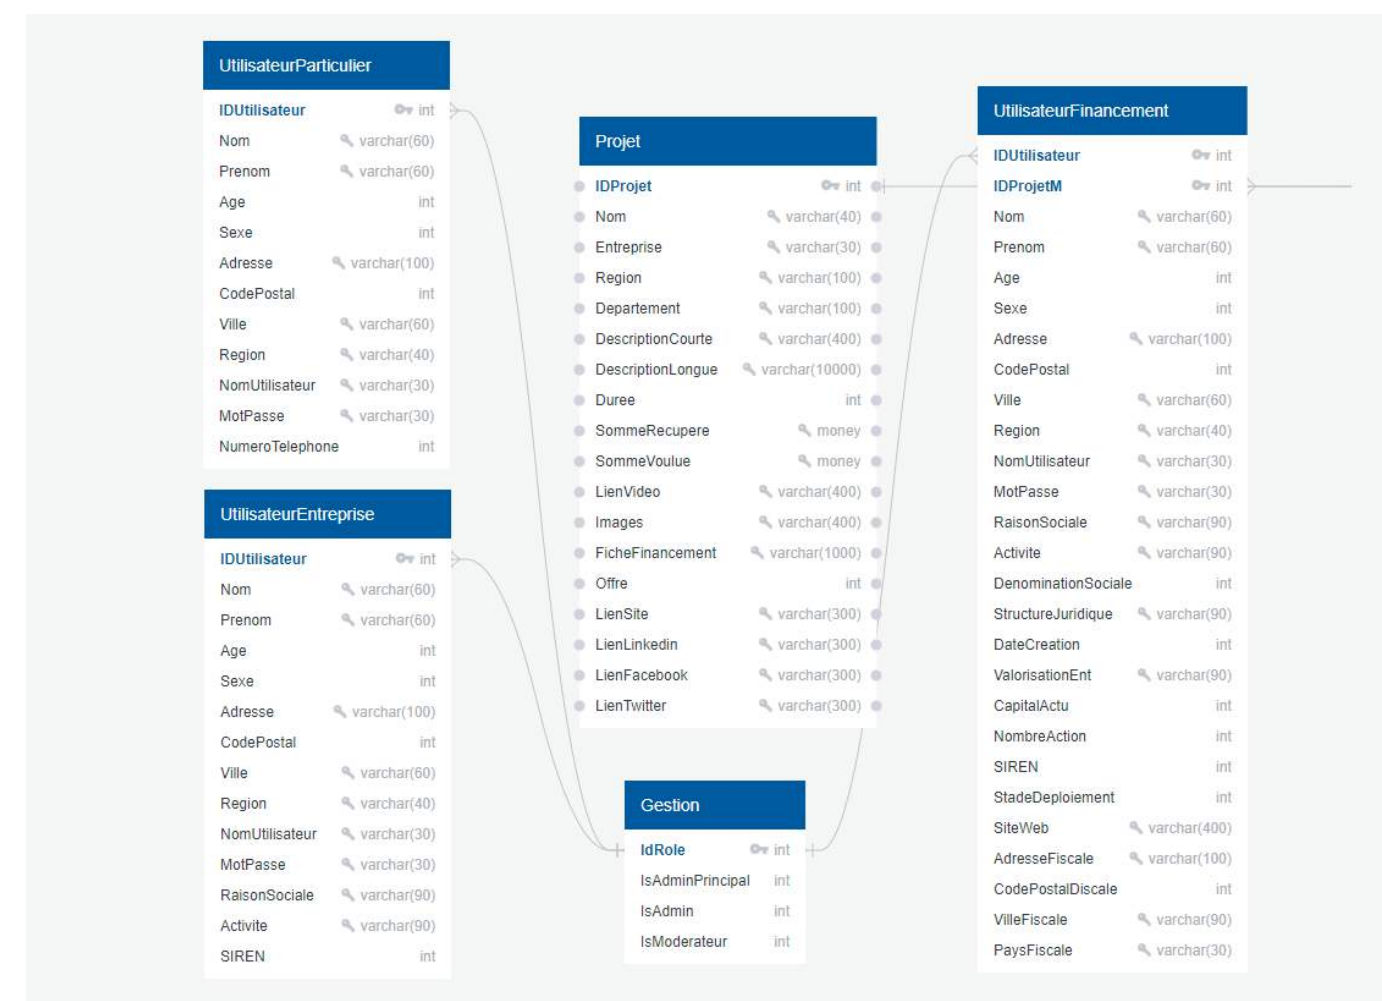 UtilisateurParticulier
IDUtilisateur int
Nom varchar(60)
Prenom varchar(60)
Age int
Sexe int
Adresse varchar(100)
CodePostal int
Ville varchar(60)
Region varchar(40)
NomUtilisateur varchar(30)
MotPasse varchar(30)
NumeroTelephone int
UtilisateurEntreprise
IDUtilisateur int
Nom varchar(60)
Prenom varchar(60)
Age int
Sexe int
Adresse varchar(100)
CodePostal int
Ville varchar(60)
Region varchar(40)
NomUtilisateur varchar(30)
MotPasse varchar(30)
RaisonSociale varchar(90)
Activite varchar(90)
SIREN int
Projet
IDProjet int
Nom varchar(40)
Entreprise varchar(30)
Region varchar(100)
Departement varchar(100)
DescriptionCourte varchar(400)
DescriptionLongue varchar(10000)
Duree int
SommeRecupere money
SommeVoulue money
LienVideo varchar(400)
Images varchar(400)
FicheFinancement varchar(1000)
Offre int
LienSite varchar(300)
LienLinkedin varchar(300)
LienFacebook varchar(300)
LienTwitter varchar(300)
Gestion
IdRole int
IsAdminPrincipal int
IsAdmin int
IsModerateur int
UtilisateurFinancement
IDUtilisateur int
IDProjetM int
Nom varchar(60)
Prenom varchar(60)
Age int
Sexe int
Adresse varchar(100)
CodePostal int
Ville varchar(60)
Region varchar(40)
NomUtilisateur varchar(30)
MotPasse varchar(30)
RaisonSociale varchar(90)
Activite varchar(90)
DenominationSociale int
StructureJuridique varchar(90)
DateCreation int
ValorisationEnt varchar(90)
CapitalActu int
NombreAction int
SIREN int
StadeDeploiement int
SiteWeb varchar(400)
AdresseFiscale varchar(100)
CodePostalDiscale int
VilleFiscale varchar(90)
PaysFiscale varchar(30)